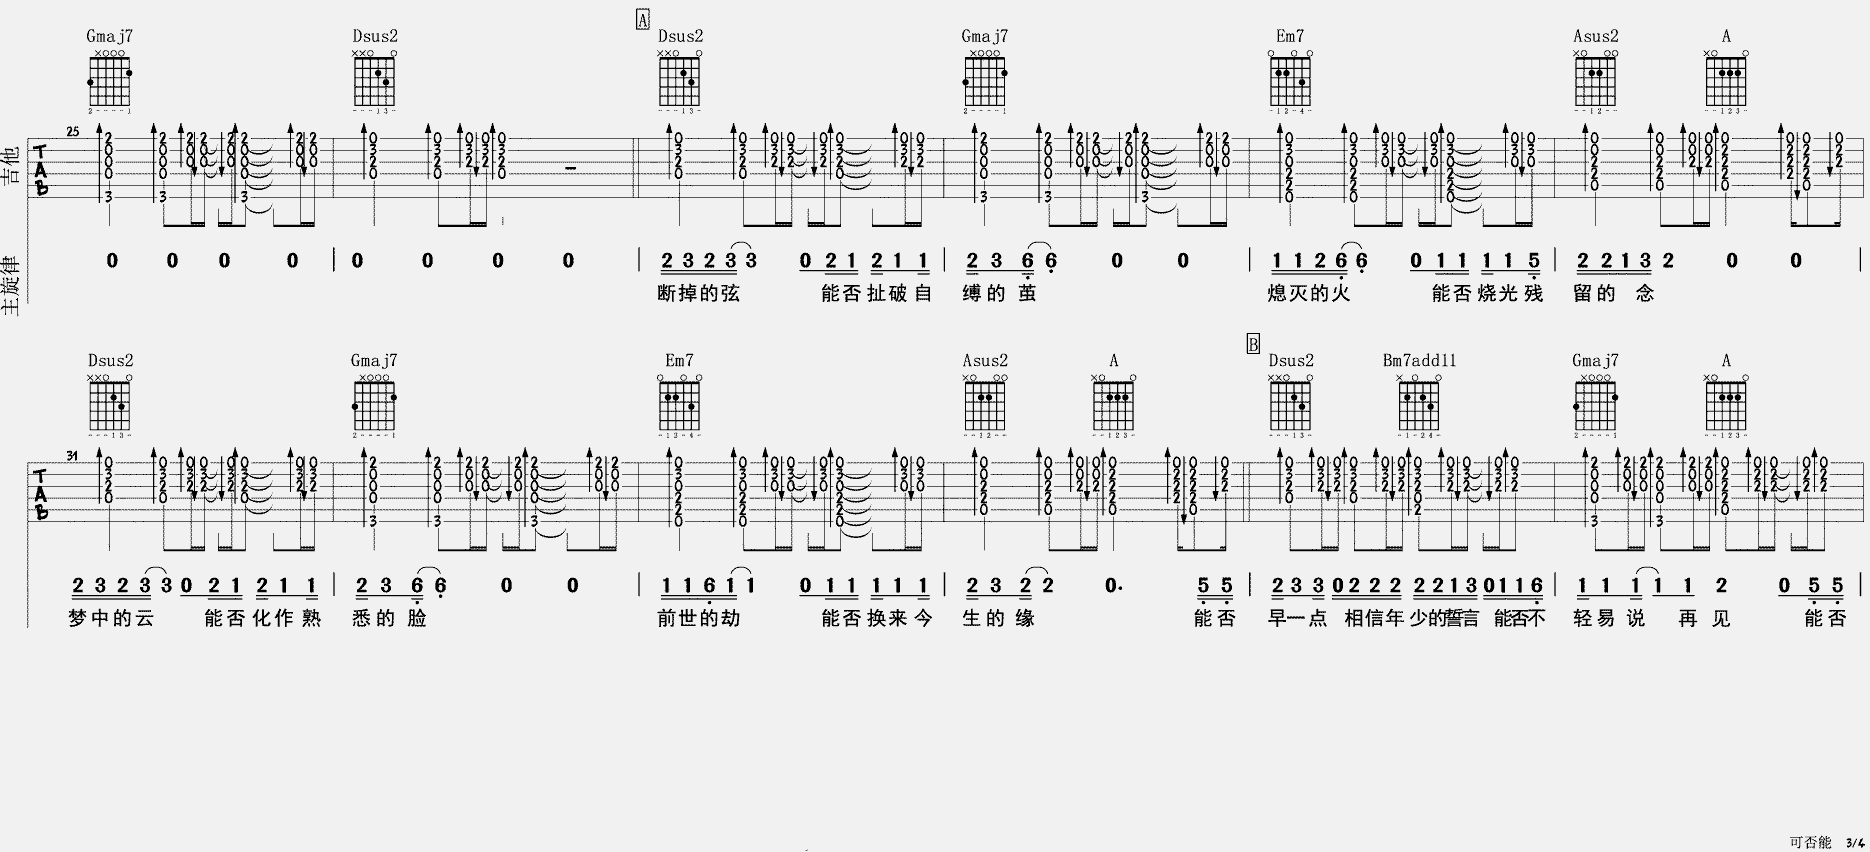 A
Gmaj7 Dsus2 Dsus2 Gmaj7 Em7 Asus2 A
吉他 25 TAB
主旋律 0 0 0 0 | 0 0 0 0 | 2 3 2 3 3 0 2 1 2 1 1 | 2 3 6 6 0 0 | 1 1 2 6 6 0 1 1 1 1 5 | 2 2 1 3 2 0 0 |
断掉的弦 能否 扯破自 缚的 茧 熄灭的火 能否 烧光残 留的 念
B
Dsus2 Gmaj7 Em7 Asus2 A Dsus2 Bm7add11 Gmaj7 A
31 TAB
2 3 2 3 3 0 2 1 2 1 1 | 2 3 6 6 0 0 | 1 1 6 1 1 0 1 1 1 1 1 | 2 3 2 2 0. 5 5 | 2 3 3 0 2 2 2 2 2 1 3 0 1 1 6 | 1 1 1 1 1 2 0 5 5 |
梦中的云 能否 化作 熟 悉的 脸 前世的劫 能否 换来今 生的 缘 能否 早一点 相信年 少的誓言 能否不 轻易 说 再 见 能否
可否能 3/4